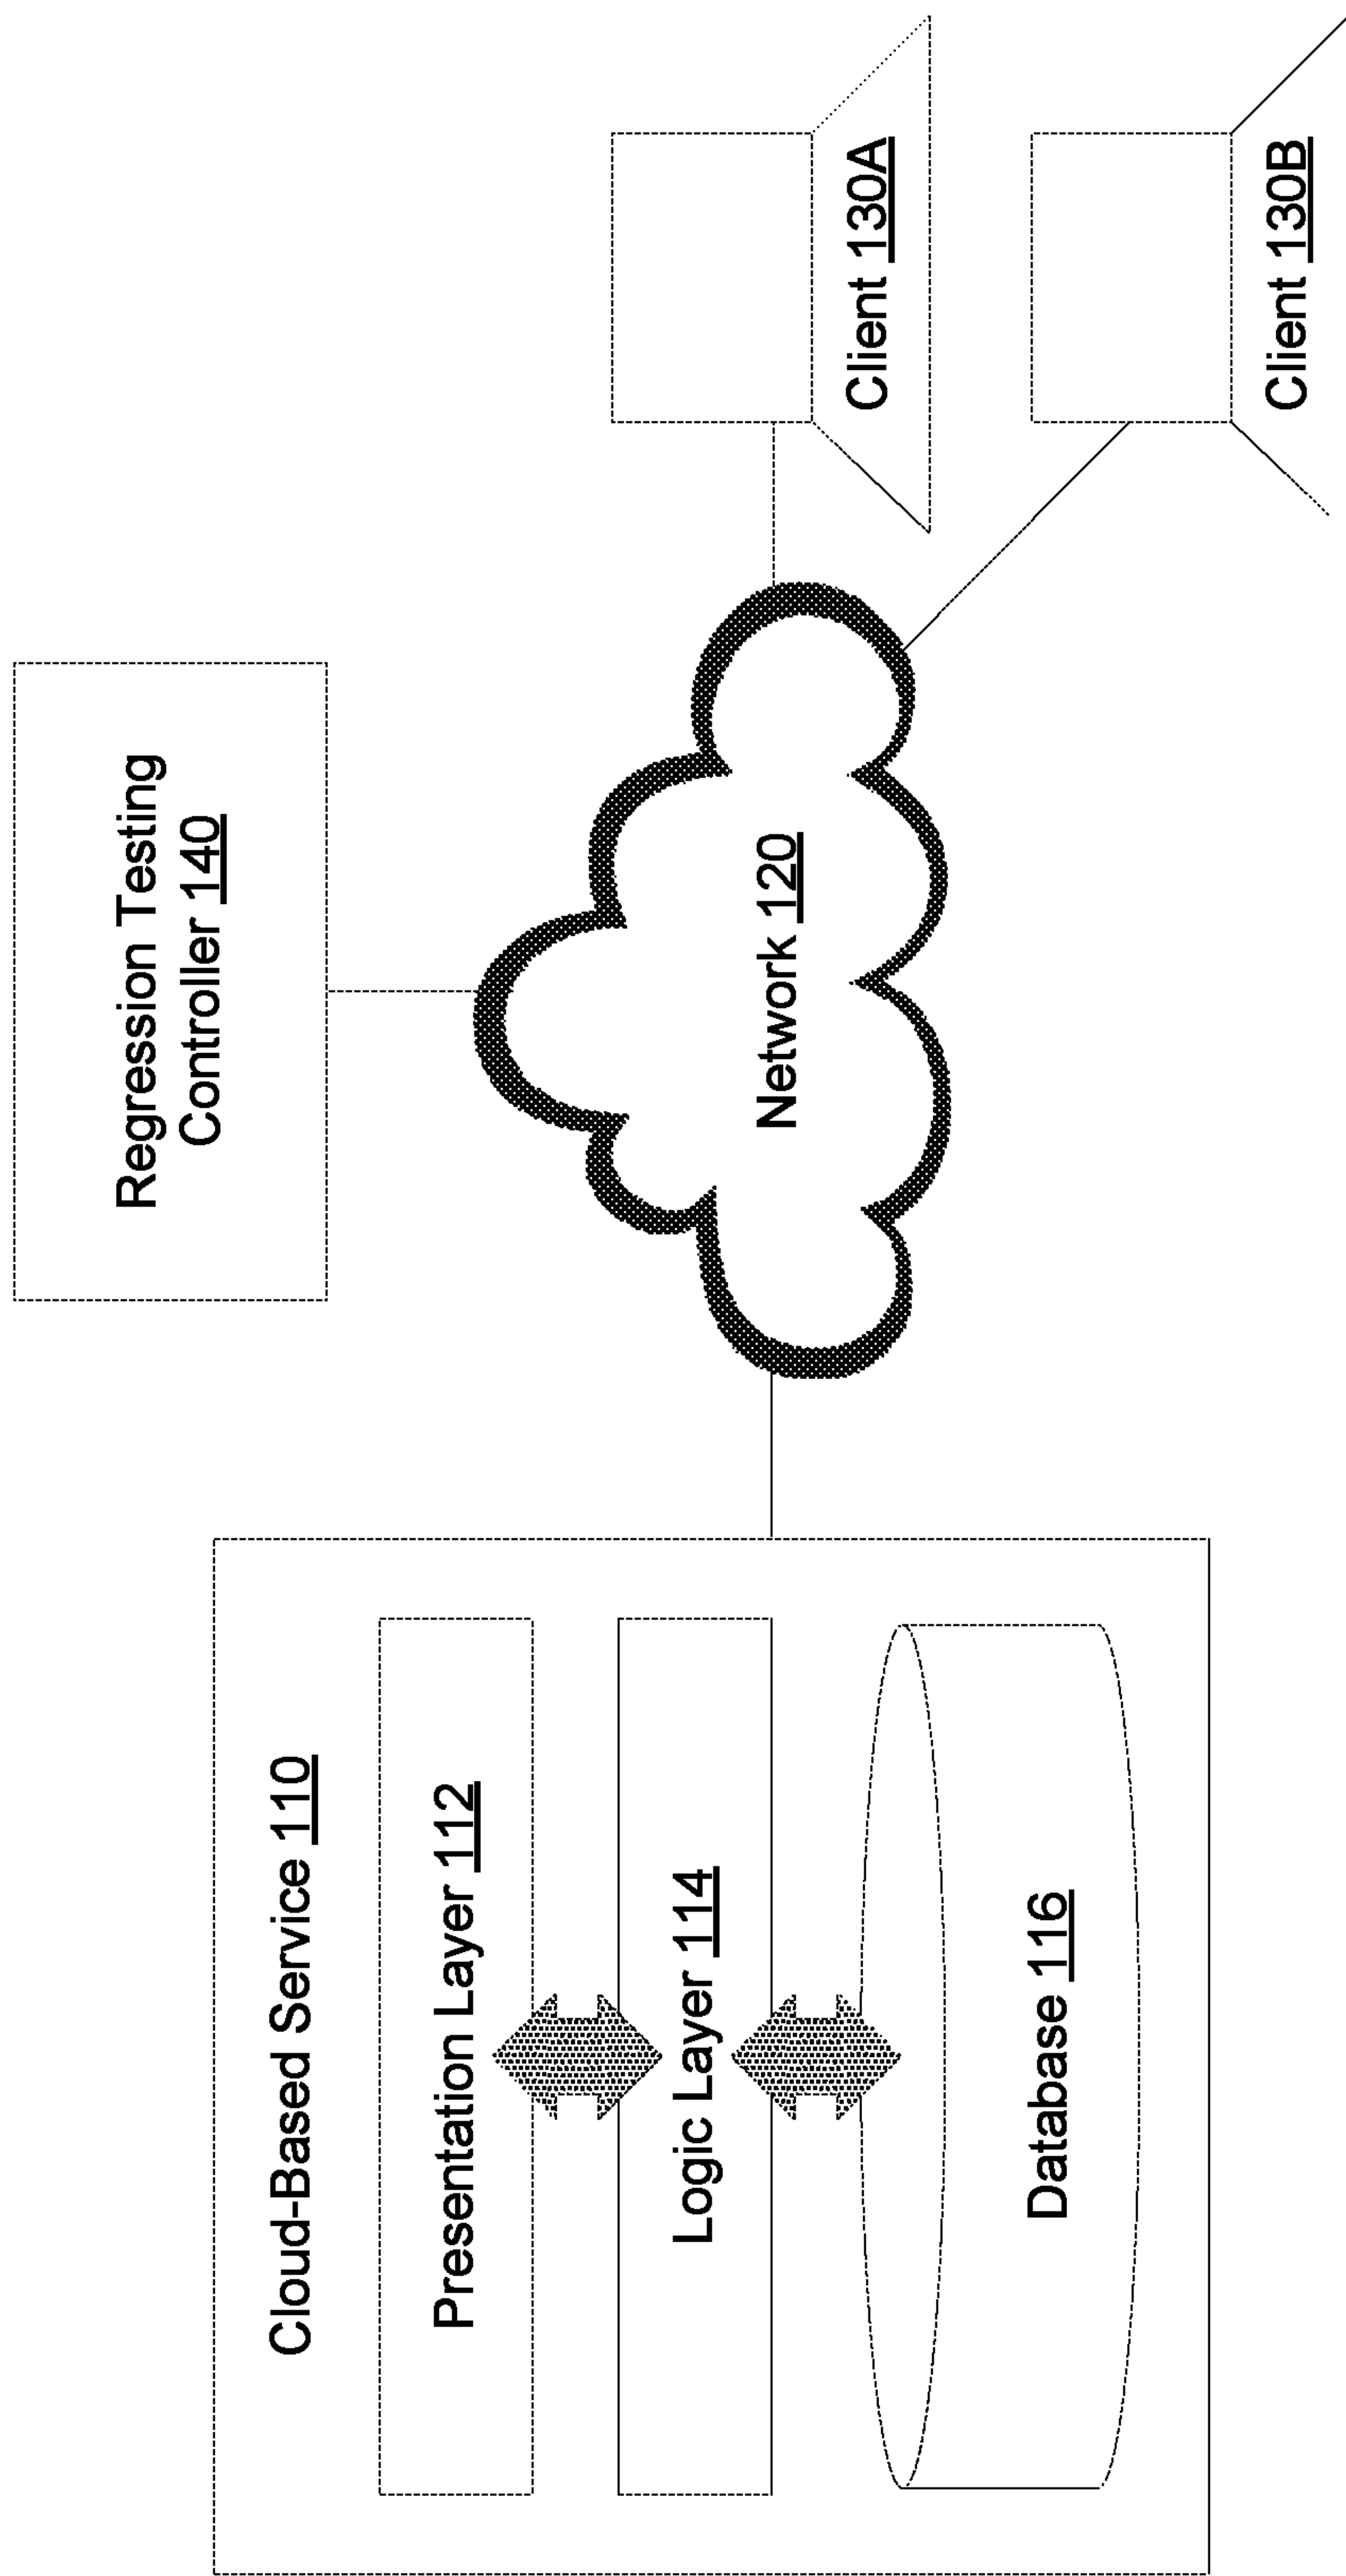 Cloud-Based Service 110
Presentation Layer 112
Logic Layer 114
Database 116
Regression Testing
Controller 140
Network 120
Client 130A
Client 130B